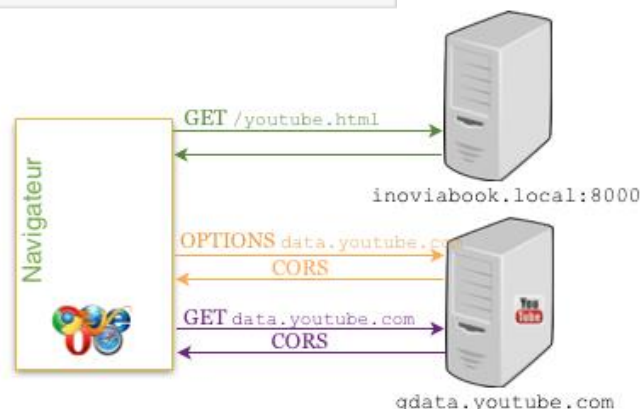 GET /youtube.html
inoviabook.local:8000
Navigateur
OPTIONS data.youtube.com
CORS
GET data.youtube.com
CORS
You
Tube
gdata.youtube.com